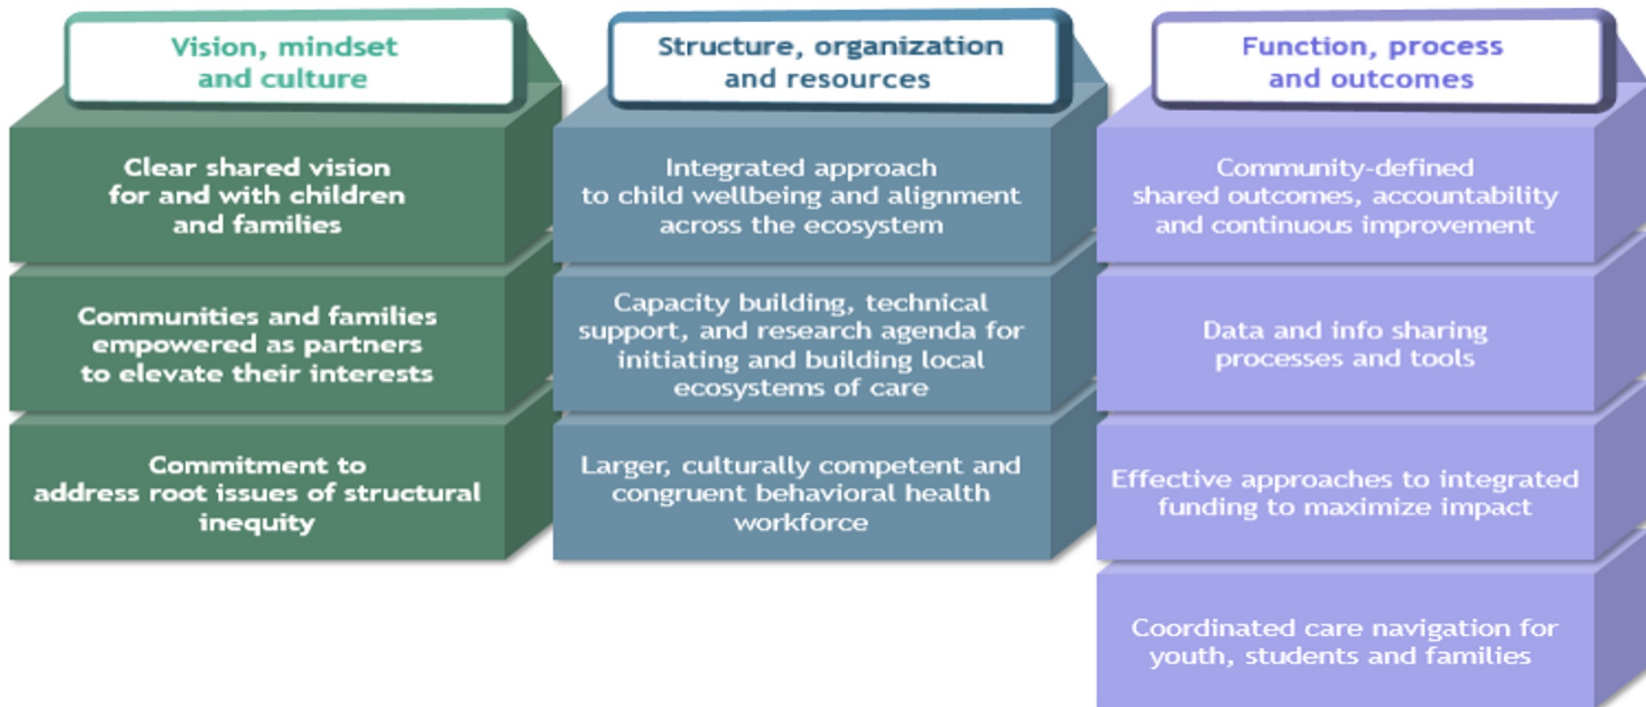 Vision, mindset
and culture
Clear shared vision
for and with children
and families
Communities and families
empowered as partners
to elevate their interests
Commitment to
address root issues of structural
inequity
Structure, organization
and resources
Integrated approach
to child wellbeing and alignment
across the ecosystem
Capacity building, technical
support, and research agenda for
initiating and building local
ecosystems of care
Larger, culturally competent and
congruent behavioral health
workforce
Function, process
and outcomes
Community-defined
shared outcomes, accountability
and continuous improvement
Data and info sharing
processes and tools
Effective approaches to integrated
funding to maximize impact
Coordinated care navigation for
youth, students and families